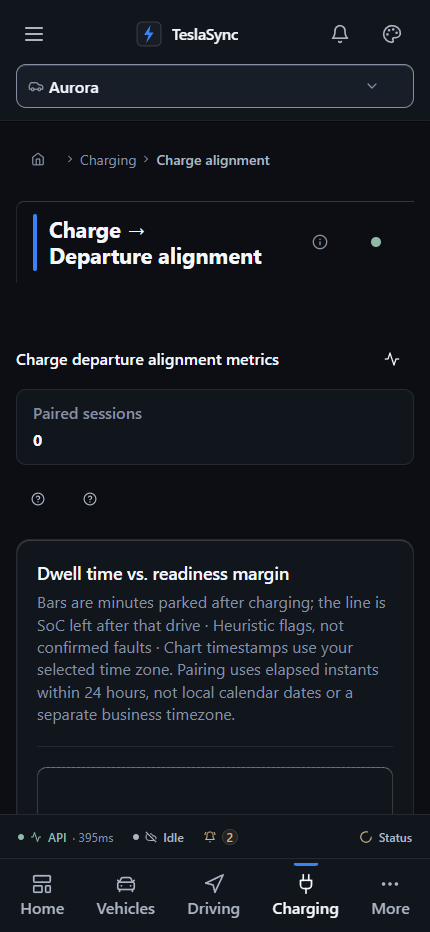 TeslaSync
Aurora
Charging
Charge alignment
Charge →
Departure alignment
Charge departure alignment metrics
Paired sessions
0
Dwell time vs. readiness margin
Bars are minutes parked after charging; the line is
SoC left after that drive · Heuristic flags, not
confirmed faults · Chart timestamps use your
selected time zone. Pairing uses elapsed instants
within 24 hours, not local calendar dates or a
separate business timezone.
API · 395ms
Idle
2
Status
Home
Vehicles
Driving
Charging
More